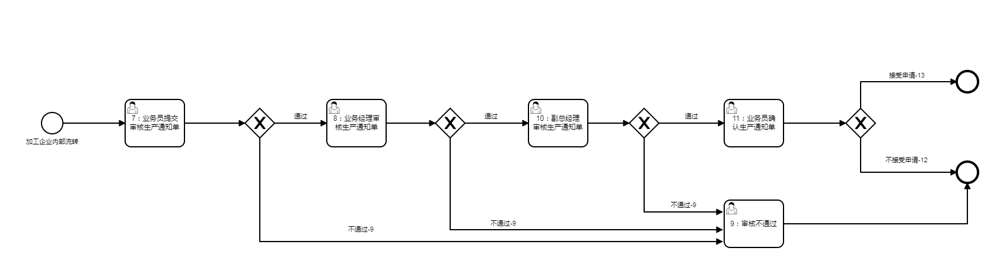 接受申请-13
通过
通过
通过
7：业务员提交
审核生产通知单
8：业务经理审
核生产通知单
10：副总经理
审核生产通知单
11：业务员确
认生产通知单
加工企业内部流转
不接受申请-12
不通过-9
不通过-9
不通过-9
9：审核不通过